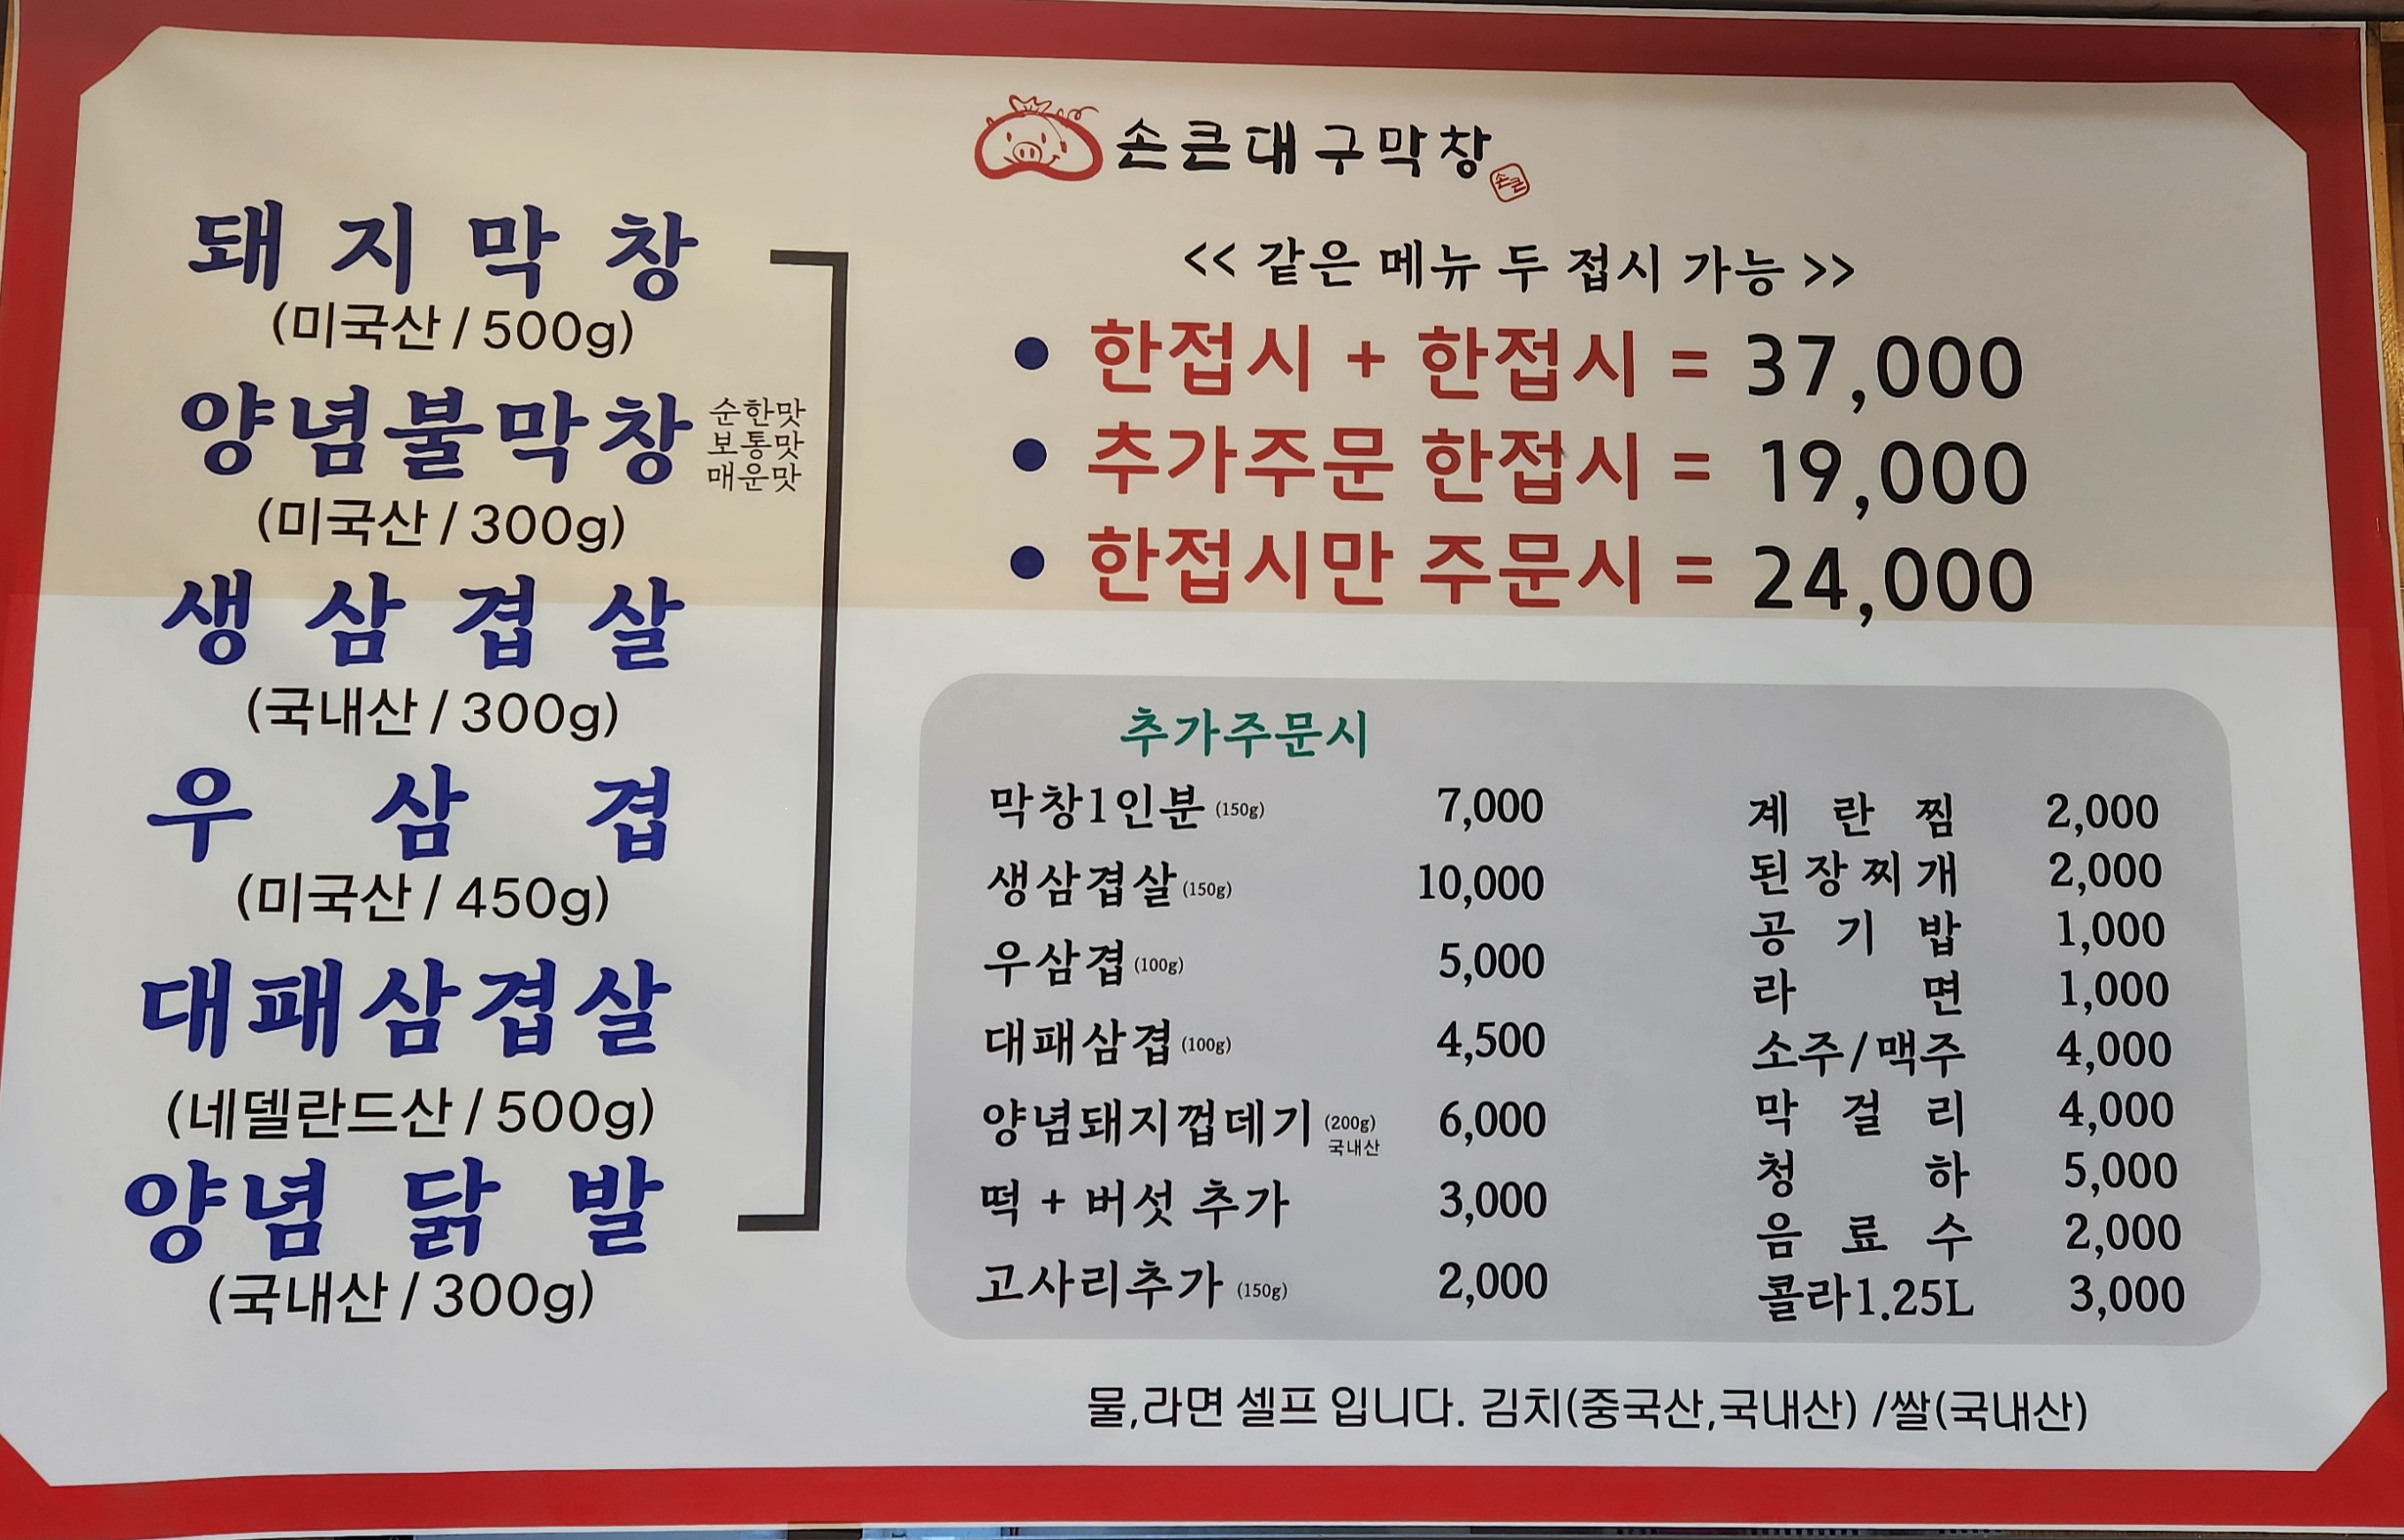 손큰대구막창
손큰
돼지막창
(미국산 / 500g)
양념불막창
순한맛
보통맛
매운맛
(미국산 / 300g)
생삼겹살
(국내산 / 300g)
우삼겹
(미국산 / 450g)
대패삼겹살
(네델란드산 / 500g)
양념 닭발
(국내산 / 300g)
<< 같은 메뉴 두 접시 가능 >>
• 한접시 + 한접시 = 37,000
• 추가주문 한접시 = 19,000
• 한접시만 주문시 = 24,000
추가주문시
막창1인분 (150g) 7,000
생삼겹살 (150g) 10,000
우삼겹 (100g) 5,000
대패삼겹 (100g) 4,500
양념돼지껍데기 (200g) 국내산 6,000
떡 + 버섯 추가 3,000
고사리추가 (150g) 2,000
계란찜 2,000
된장찌개 2,000
공기밥 1,000
라면 1,000
소주/맥주 4,000
막걸리 4,000
청하 5,000
음료수 2,000
콜라1.25L 3,000
물,라면 셀프 입니다. 김치(중국산,국내산) /쌀(국내산)